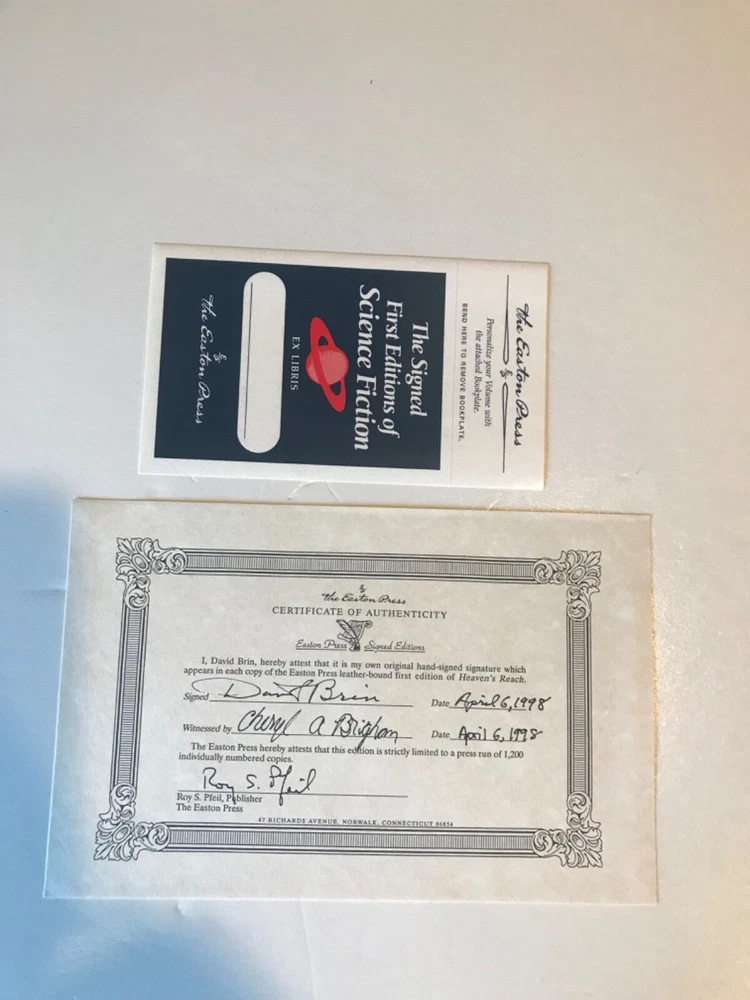 The Easton Press
Personalize your Volume with
the attached Bookplate.
BEND HERE TO REMOVE BOOKPLATE.
The Signed
First Editions of
Science Fiction
EX LIBRIS
The Easton Press
The Easton Press
CERTIFICATE OF AUTHENTICITY
Easton Press Signed Editions
I, David Brin, hereby attest that it is my own original hand-signed signature which
appears in each copy of the Easton Press leather-bound first edition of Heaven's Reach.
Signed David Brin Date April 6, 1998
Witnessed by Cheryl A Brigham Date April 6, 1998
The Easton Press hereby attests that this edition is strictly limited to a press run of 1,200
individually numbered copies.
Roy S. Pfeil
Roy S. Pfeil, Publisher
The Easton Press
47 RICHARDS AVENUE, NORWALK, CONNECTICUT 06854